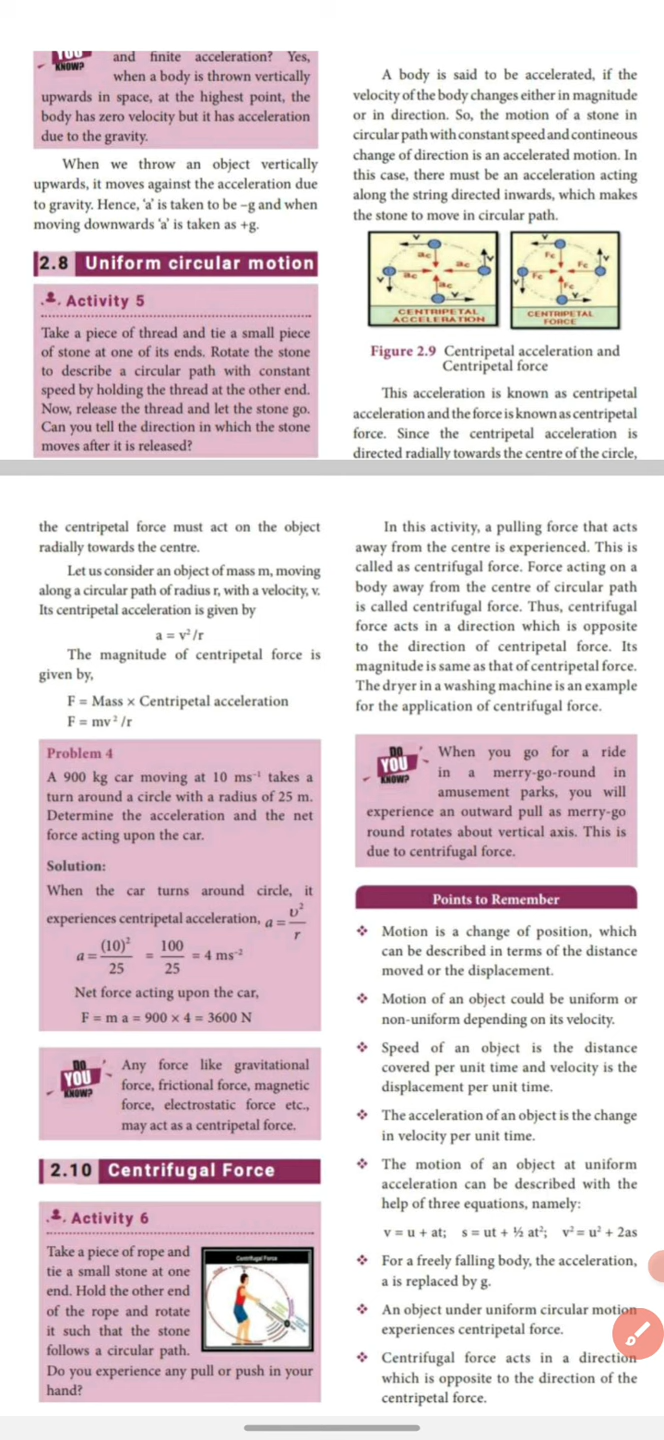 YOU
KNOW?
and finite acceleration? Yes,
when a body is thrown vertically
upwards in space, at the highest point, the
body has zero velocity but it has acceleration
due to the gravity.
When we throw an object vertically
upwards, it moves against the acceleration due
to gravity. Hence, ‘a’ is taken to be –g and when
moving downwards ‘a’ is taken as +g.
2.8 Uniform circular motion
Activity 5
Take a piece of thread and tie a small piece
of stone at one of its ends. Rotate the stone
to describe a circular path with constant
speed by holding the thread at the other end.
Now, release the thread and let the stone go.
Can you tell the direction in which the stone
moves after it is released?
A body is said to be accelerated, if the
velocity of the body changes either in magnitude
or in direction. So, the motion of a stone in
circular path with constant speed and contineous
change of direction is an accelerated motion. In
this case, there must be an acceleration acting
along the string directed inwards, which makes
the stone to move in circular path.
v
ac
ac
v
ac
v
ac
v
CENTRIPETAL
ACCELERATION
v
Fc
Fc
v
Fc
v
Fc
v
CENTRIPETAL
FORCE
Figure 2.9 Centripetal acceleration and
Centripetal force
This acceleration is known as centripetal
acceleration and the force is known as centripetal
force. Since the centripetal acceleration is
directed radially towards the centre of the circle,
the centripetal force must act on the object
radially towards the centre.
Let us consider an object of mass m, moving
along a circular path of radius r, with a velocity, v.
Its centripetal acceleration is given by
a = v²/r
The magnitude of centripetal force is
given by,
F = Mass × Centripetal acceleration
F = mv² /r
Problem 4
A 900 kg car moving at 10 ms⁻¹ takes a
turn around a circle with a radius of 25 m.
Determine the acceleration and the net
force acting upon the car.
Solution:
When the car turns around circle, it
experiences centripetal acceleration, a = υ²/r
a = (10)²/25 = 100/25 = 4 ms⁻²
Net force acting upon the car,
F = m a = 900 × 4 = 3600 N
DO
YOU
KNOW?
Any force like gravitational
force, frictional force, magnetic
force, electrostatic force etc.,
may act as a centripetal force.
2.10 Centrifugal Force
Activity 6
Take a piece of rope and
tie a small stone at one
end. Hold the other end
of the rope and rotate
it such that the stone
follows a circular path.
Do you experience any pull or push in your
hand?
Centrifugal Force
In this activity, a pulling force that acts
away from the centre is experienced. This is
called as centrifugal force. Force acting on a
body away from the centre of circular path
is called centrifugal force. Thus, centrifugal
force acts in a direction which is opposite
to the direction of centripetal force. Its
magnitude is same as that of centripetal force.
The dryer in a washing machine is an example
for the application of centrifugal force.
DO
YOU
KNOW?
When you go for a ride
in a merry-go-round in
amusement parks, you will
experience an outward pull as merry-go
round rotates about vertical axis. This is
due to centrifugal force.
Points to Remember
❖ Motion is a change of position, which
can be described in terms of the distance
moved or the displacement.
❖ Motion of an object could be uniform or
non-uniform depending on its velocity.
❖ Speed of an object is the distance
covered per unit time and velocity is the
displacement per unit time.
❖ The acceleration of an object is the change
in velocity per unit time.
❖ The motion of an object at uniform
acceleration can be described with the
help of three equations, namely:
v = u + at; s = ut + ½ at²; v² = u² + 2as
❖ For a freely falling body, the acceleration,
a is replaced by g.
❖ An object under uniform circular motion
experiences centripetal force.
❖ Centrifugal force acts in a direction
which is opposite to the direction of the
centripetal force.